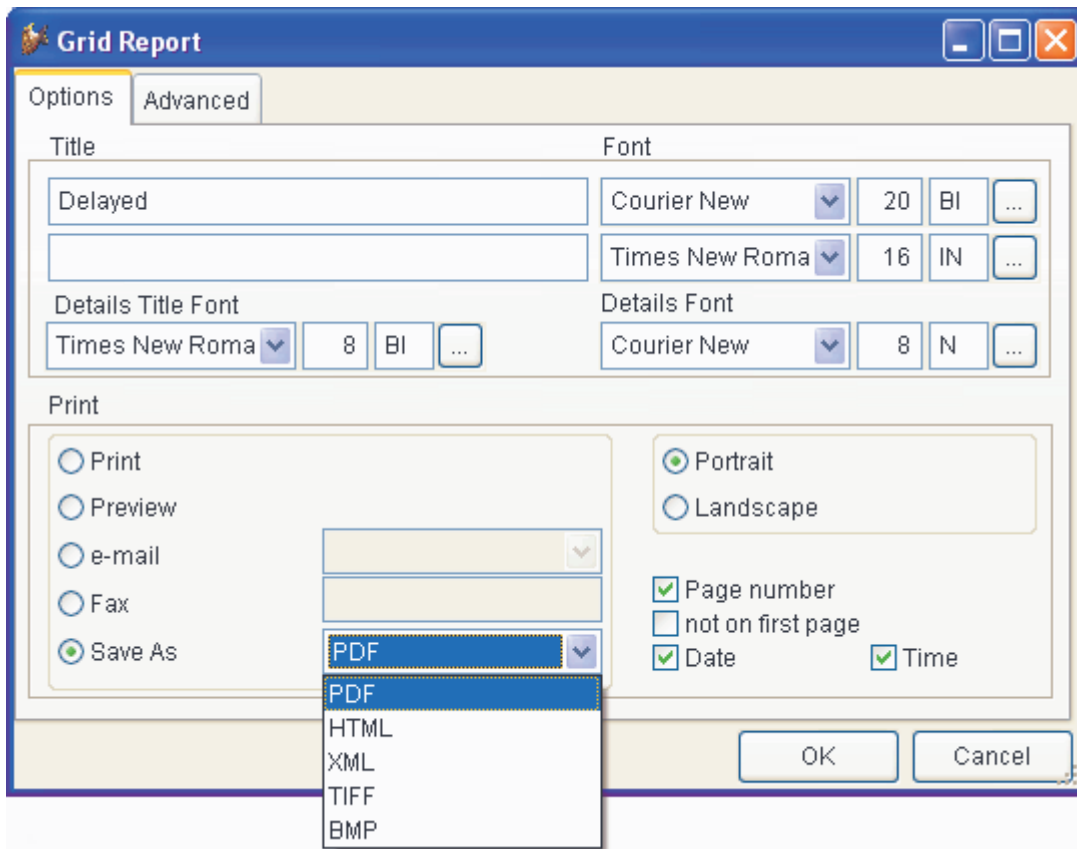 Grid Report
Options Advanced
Title Font
Delayed Courier New 20 BI ...
Times New Roma 16 IN ...
Details Title Font Details Font
Times New Roma 8 BI ... Courier New 8 N ...
Print
Print Portrait
Preview Landscape
e-mail
Fax Page number
not on first page
Save As PDF Date Time
PDF
HTML
XML OK Cancel
TIFF
BMP